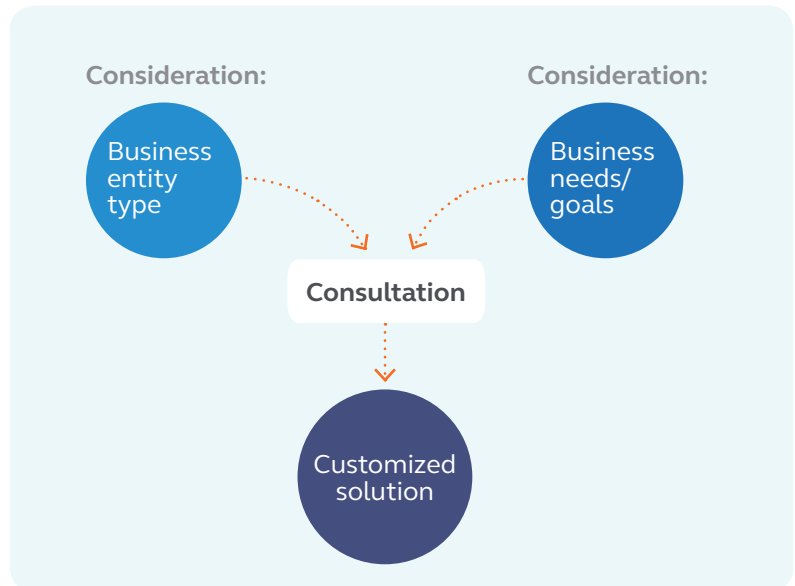 Consideration:
Business
entity
type
Consideration:
Business
needs/
goals
Consultation
Customized
solution